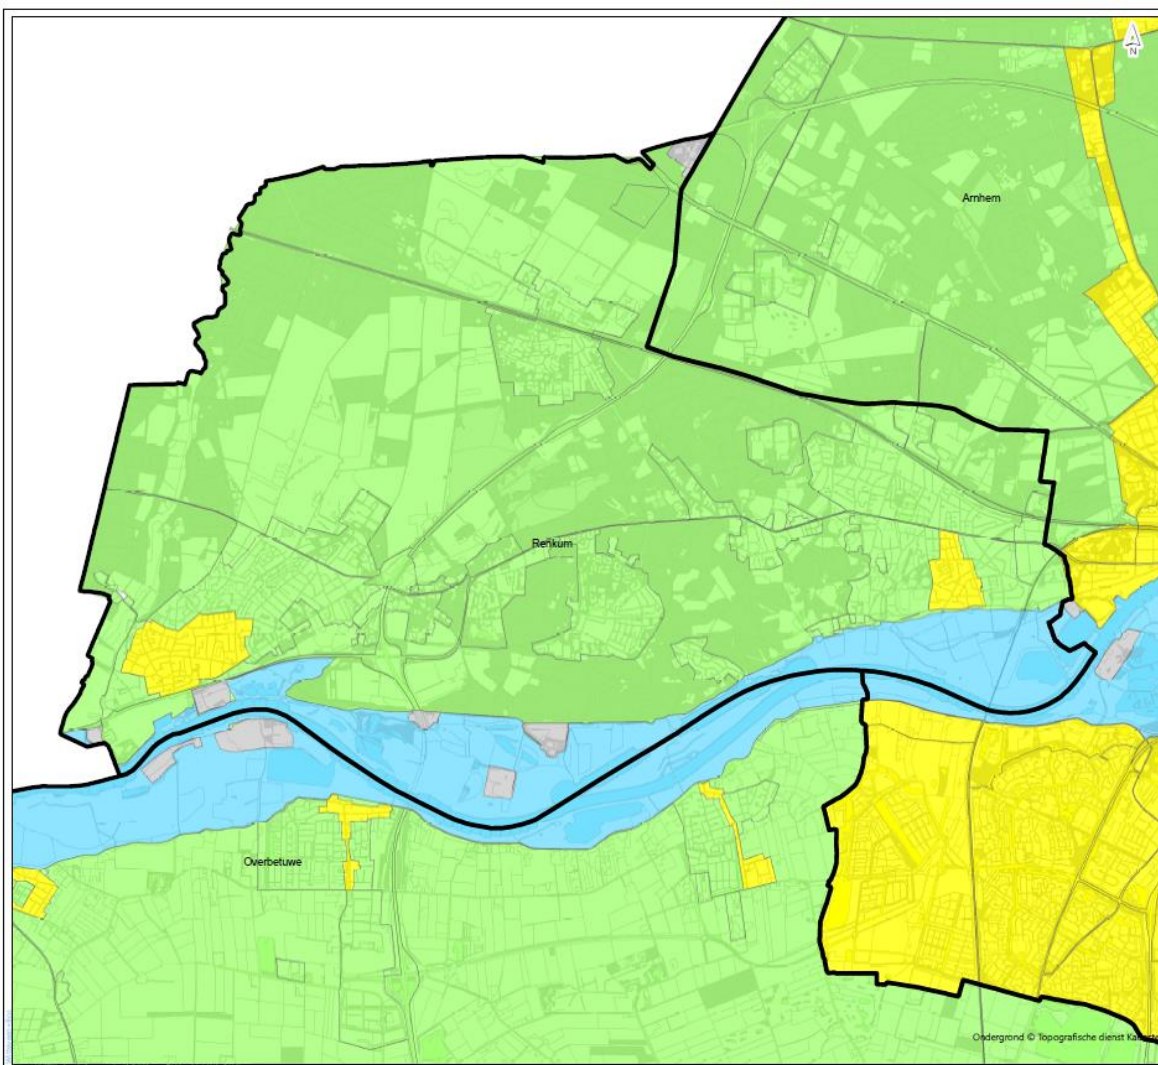 N
Arnhem
Renkum
Overbetuwe
Ondergrond © Topografische dienst